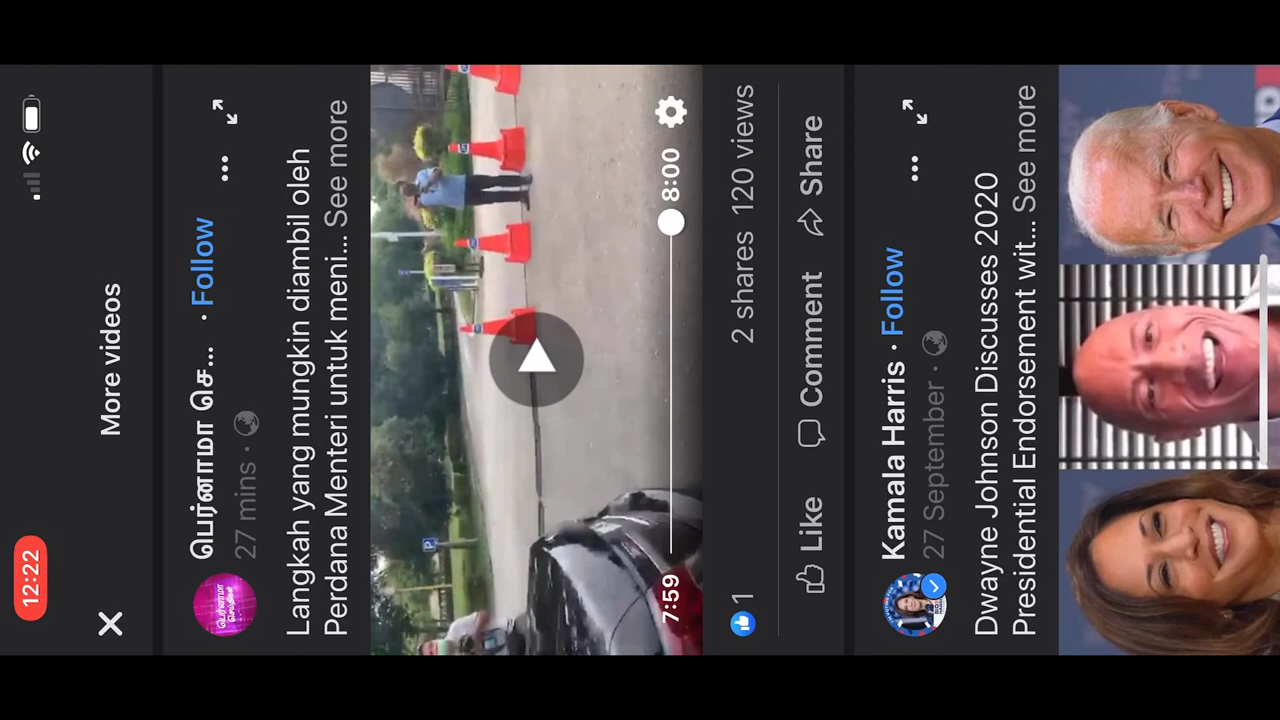 12:22
More videos
பெர்னாமா செ... · Follow
27 mins ·
Langkah yang mungkin diambil oleh
Perdana Menteri untuk meni... See more
7:59
8:00
1
2 shares 120 views
Like Comment Share
Kamala Harris · Follow
27 September ·
Dwayne Johnson Discusses 2020
Presidential Endorsement wit... See more